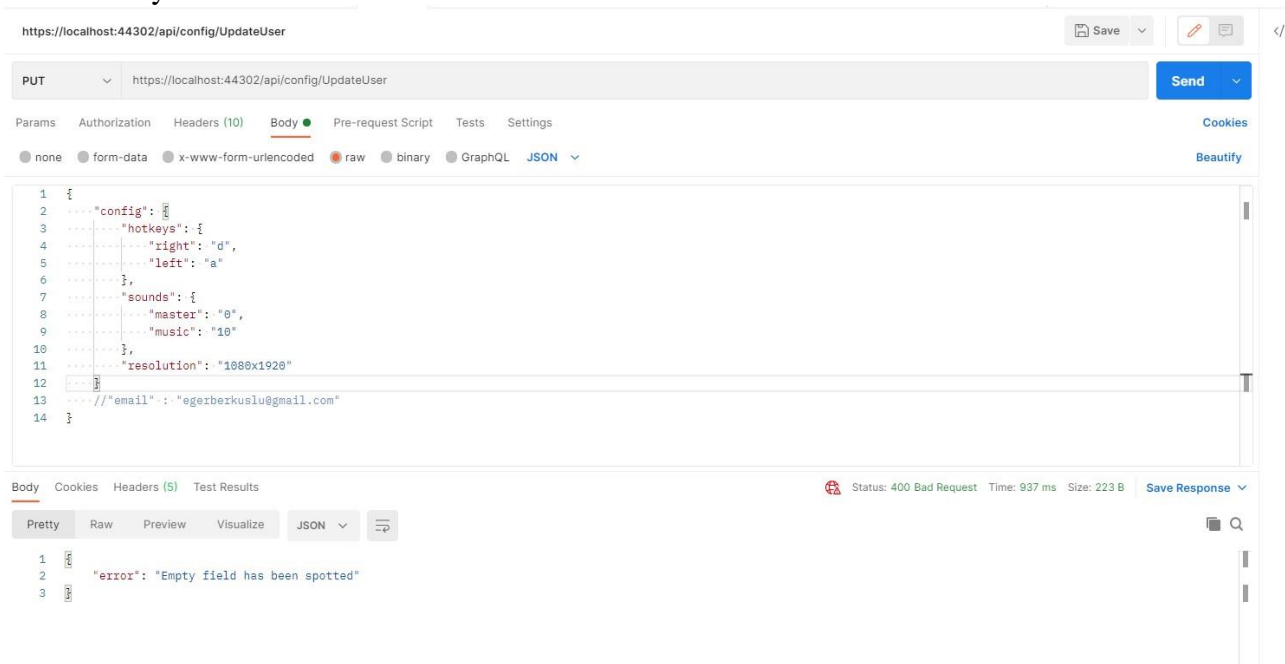 https://localhost:44302/api/config/UpdateUser
Save
PUT
https://localhost:44302/api/config/UpdateUser
Send
Params Authorization Headers (10) Body Pre-request Script Tests Settings
Cookies
none form-data x-www-form-urlencoded raw binary GraphQL JSON
Beautify
1 {
2 "config": {
3 "hotkeys": {
4 "right": "d",
5 "left": "a"
6 },
7 "sounds": {
8 "master": "0",
9 "music": "10"
10 },
11 "resolution": "1080x1920"
12 }
13 //"email" : "egerberkuslu@gmail.com"
14 }
Body Cookies Headers (5) Test Results
Status: 400 Bad Request Time: 937 ms Size: 223 B Save Response
Pretty Raw Preview Visualize JSON
1 {
2 "error": "Empty field has been spotted"
3 }